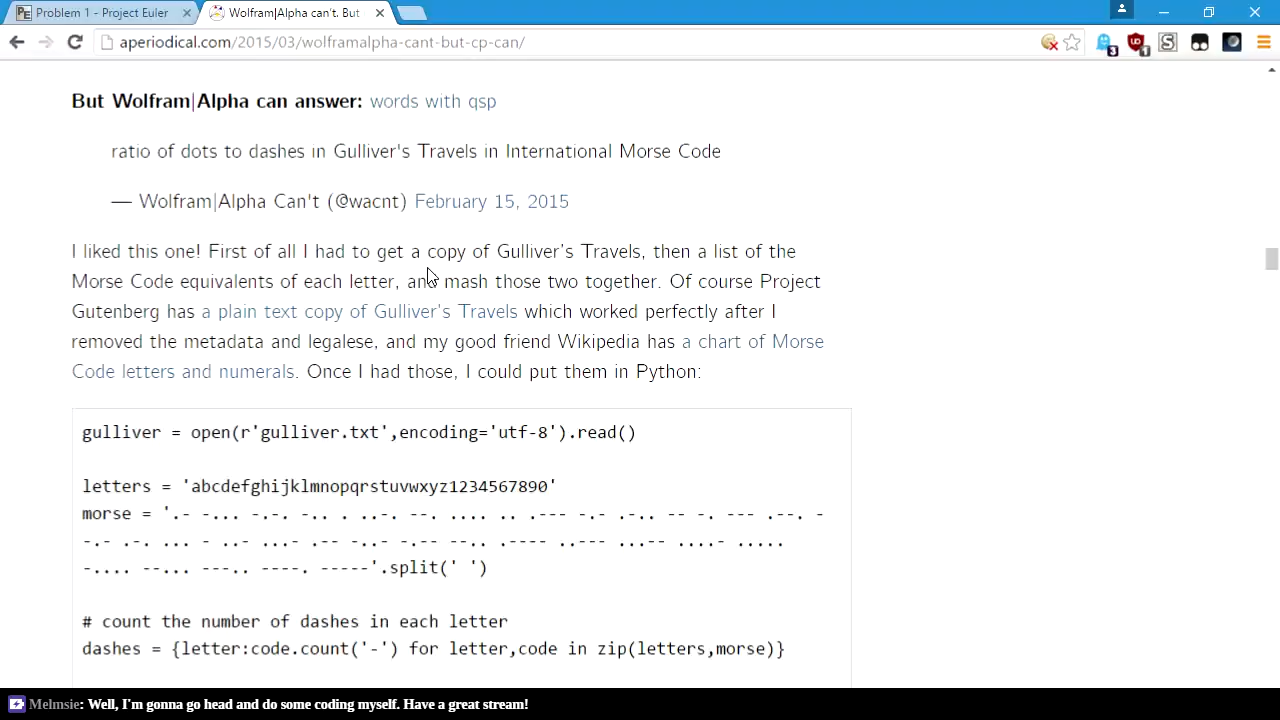 Problem 1 - Project Euler
Wolfram|Alpha can't. But
aperiodical.com/2015/03/wolframalpha-cant-but-cp-can/
But Wolfram|Alpha can answer: words with qsp
ratio of dots to dashes in Gulliver's Travels in International Morse Code
— Wolfram|Alpha Can't (@wacnt) February 15, 2015
I liked this one! First of all I had to get a copy of Gulliver's Travels, then a list of the
Morse Code equivalents of each letter, and mash those two together. Of course Project
Gutenberg has a plain text copy of Gulliver's Travels which worked perfectly after I
removed the metadata and legalese, and my good friend Wikipedia has a chart of Morse
Code letters and numerals. Once I had those, I could put them in Python:
gulliver = open(r'gulliver.txt',encoding='utf-8').read()
letters = 'abcdefghijklmnopqrstuvwxyz1234567890'
morse = '.- -... -.-. -.. . ..-. --. .... .. .--- -.- .-.. -- -. --- .--. -
-.- .-. ... - ..- ...- .-- -..- -.-- --.. .---- ..--- ...-- ....- .....
-.... --... ---.. ----. -----'.split(' ')
# count the number of dashes in each letter
dashes = {letter:code.count('-') for letter,code in zip(letters,morse)}
Melmsie: Well, I'm gonna go head and do some coding myself. Have a great stream!